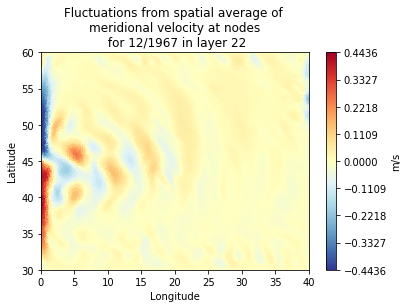 Fluctuations from spatial average of
meridional velocity at nodes
for 12/1967 in layer 22
60
55
50
45
40
35
30
Latitude
0 5 10 15 20 25 30 35 40
Longitude
0.4436
0.3327
0.2218
0.1109
0.0000
−0.1109
−0.2218
−0.3327
−0.4436
m/s